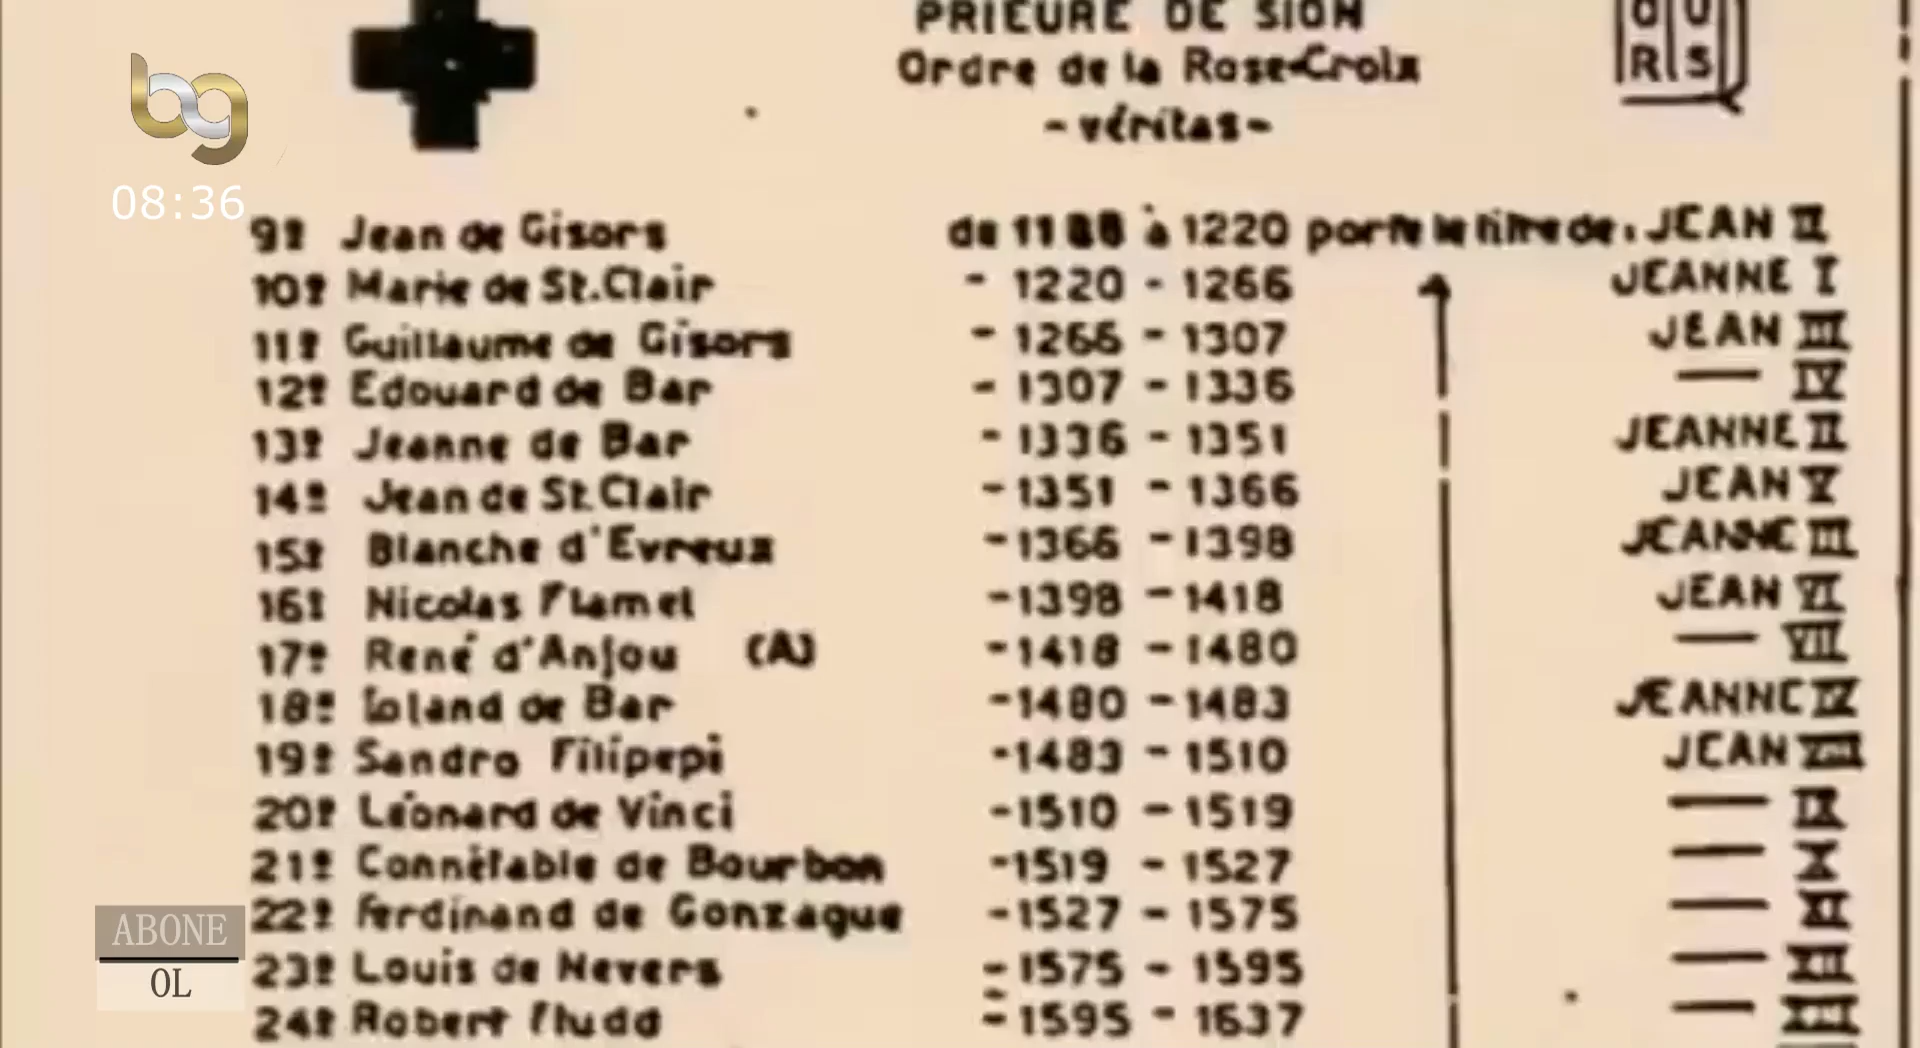 PRIEURE DE SION
O U
R S
Ordre de la Rose-Croix
- véritas -
bg
08:36
9º Jean de Gisors de 1188 à 1220 porte le titre de: JEAN II
10º Marie de St.Clair - 1220 - 1266 JEANNE I
11º Guillaume de Gisors - 1266 - 1307 JEAN III
12º Edouard de Bar - 1307 - 1336 — IV
13º Jeanne de Bar - 1336 - 1351 JEANNE II
14º Jean de St.Clair - 1351 - 1366 JEAN V
15º Blanche d'Evreux - 1366 - 1398 JEANNE III
16º Nicolas Flamel - 1398 - 1418 JEAN VI
17º René d'Anjou (A) - 1418 - 1480 — VII
18º Ioland de Bar - 1480 - 1483 JEANNE IV
19º Sandro Filipepi - 1483 - 1510 JEAN VIII
20º Léonard de Vinci - 1510 - 1519 — IX
21º Connètable de Bourbon - 1519 - 1527 — X
22º Ferdinand de Gonzague - 1527 - 1575 — XI
23º Louis de Nevers - 1575 - 1595 — XII
24º Robert Fludd - 1595 - 1637 — XIII
ABONE
OL